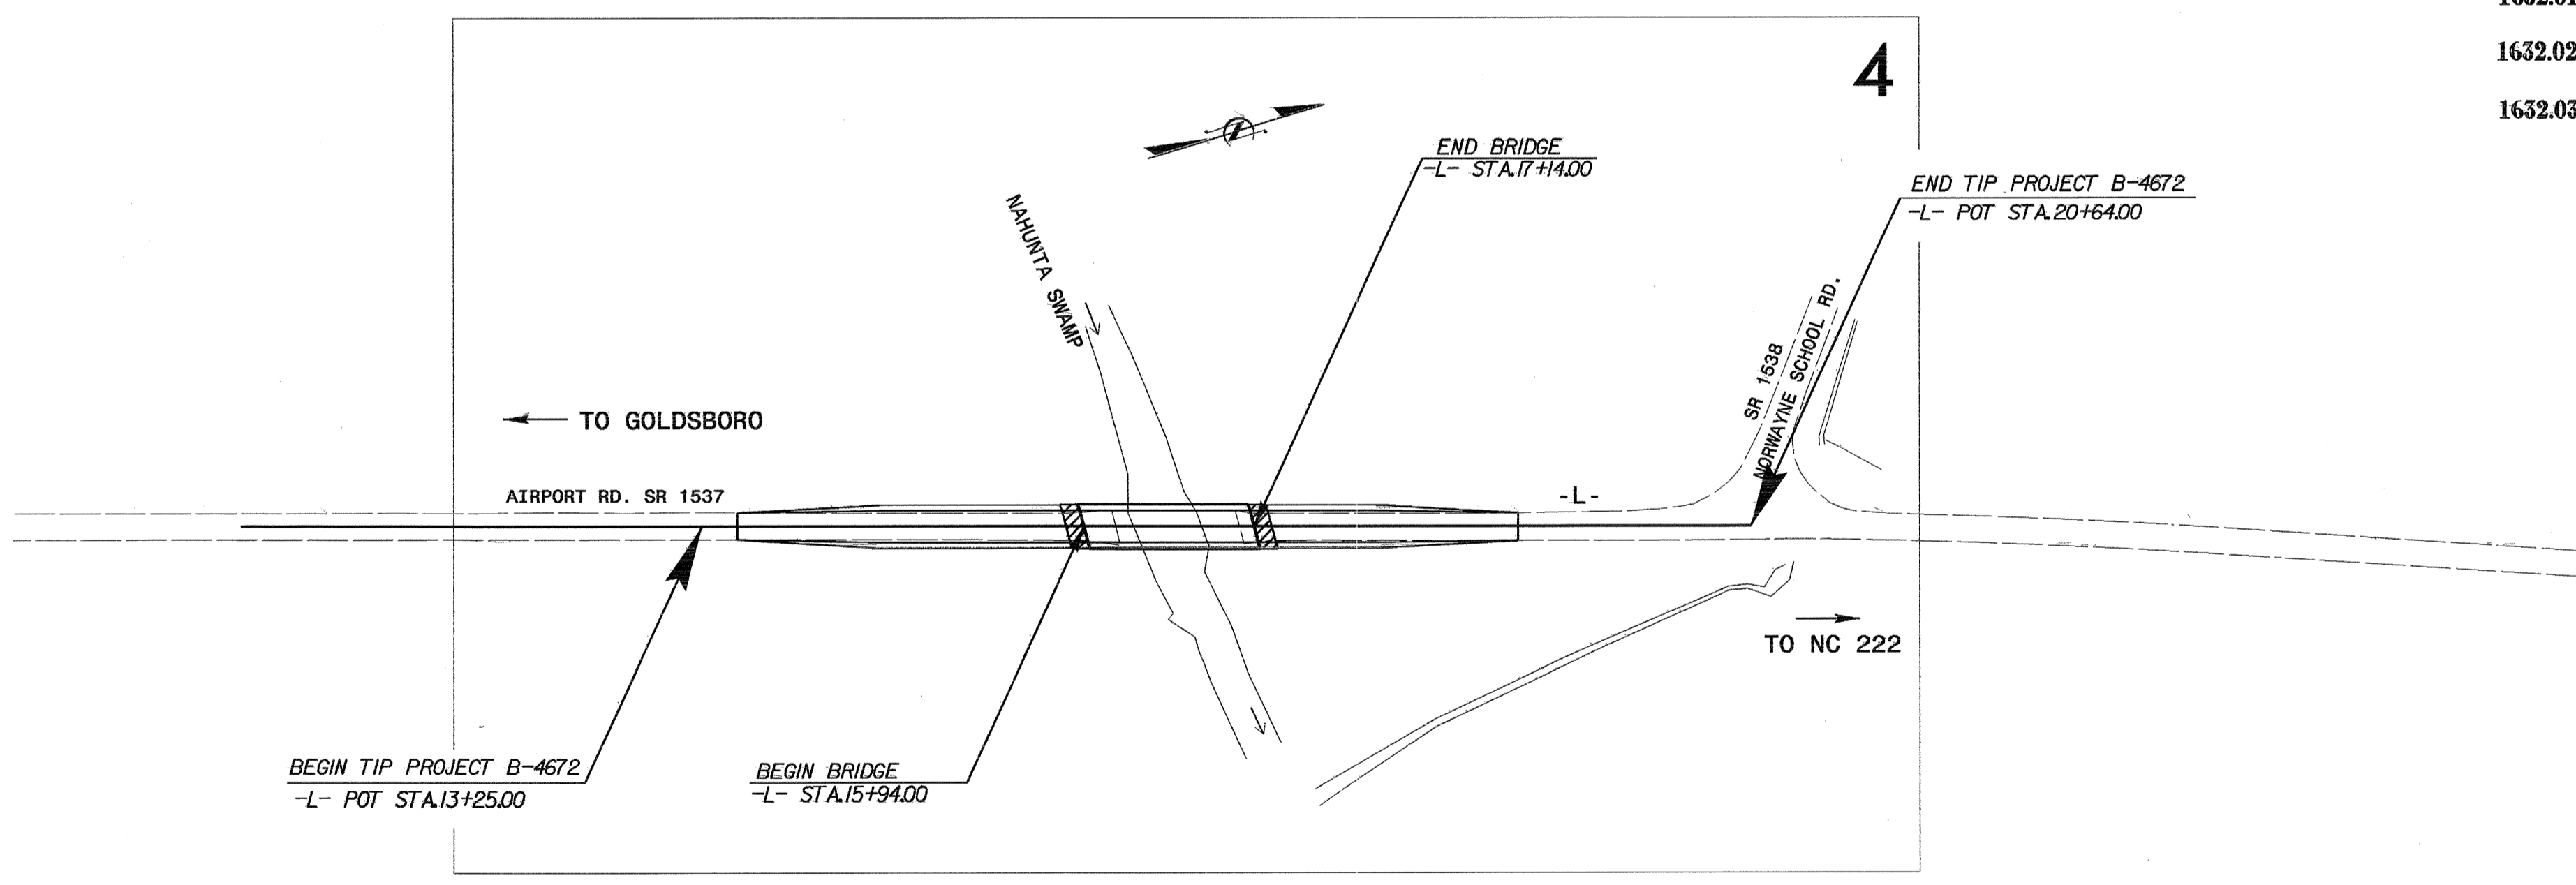 1632.02
4
1632.03
END BRIDGE
-L- STA.17+14.00
END TIP PROJECT B-4672
-L- POT STA.20+64.00
NAHUNTA SWAMP
SR 1538
NORWAYNE SCHOOL RD.
TO GOLDSBORO
AIRPORT RD. SR 1537
-L-
TO NC 222
BEGIN TIP PROJECT B-4672
-L- POT STA.13+25.00
BEGIN BRIDGE
-L- STA.15+94.00